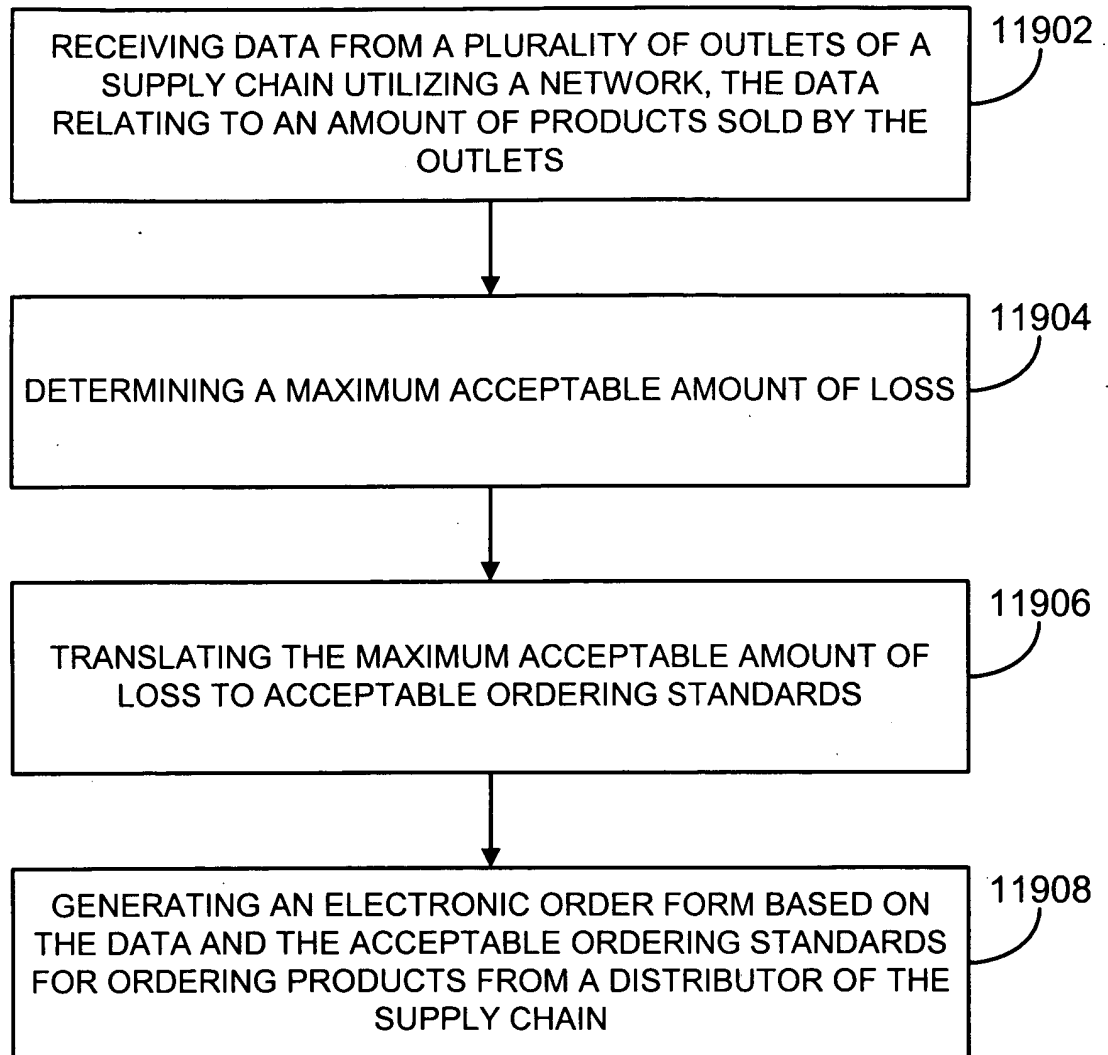 RECEIVING DATA FROM A PLURALITY OF OUTLETS OF A
SUPPLY CHAIN UTILIZING A NETWORK, THE DATA
RELATING TO AN AMOUNT OF PRODUCTS SOLD BY THE
OUTLETS
11902
DETERMINING A MAXIMUM ACCEPTABLE AMOUNT OF LOSS
11904
TRANSLATING THE MAXIMUM ACCEPTABLE AMOUNT OF
LOSS TO ACCEPTABLE ORDERING STANDARDS
11906
GENERATING AN ELECTRONIC ORDER FORM BASED ON
THE DATA AND THE ACCEPTABLE ORDERING STANDARDS
FOR ORDERING PRODUCTS FROM A DISTRIBUTOR OF THE
SUPPLY CHAIN
11908